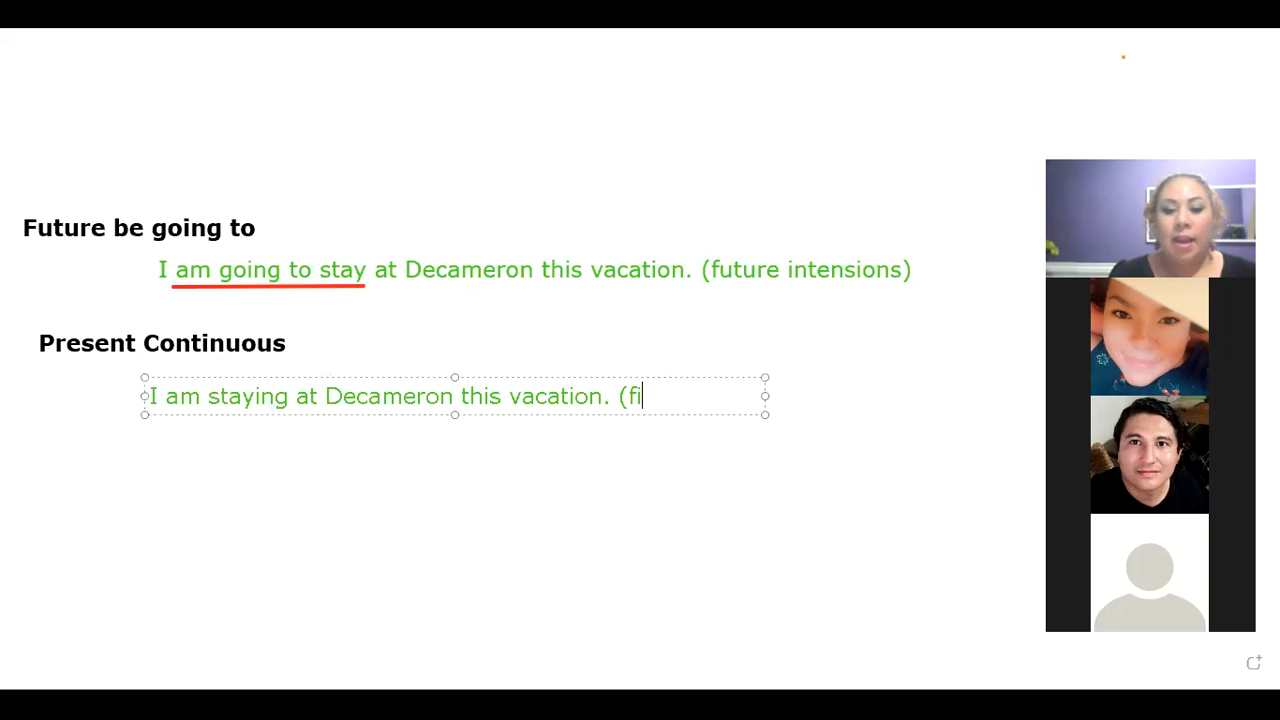 Future be going to
I am going to stay at Decameron this vacation. (future intensions)
Present Continuous
I am staying at Decameron this vacation. (fi